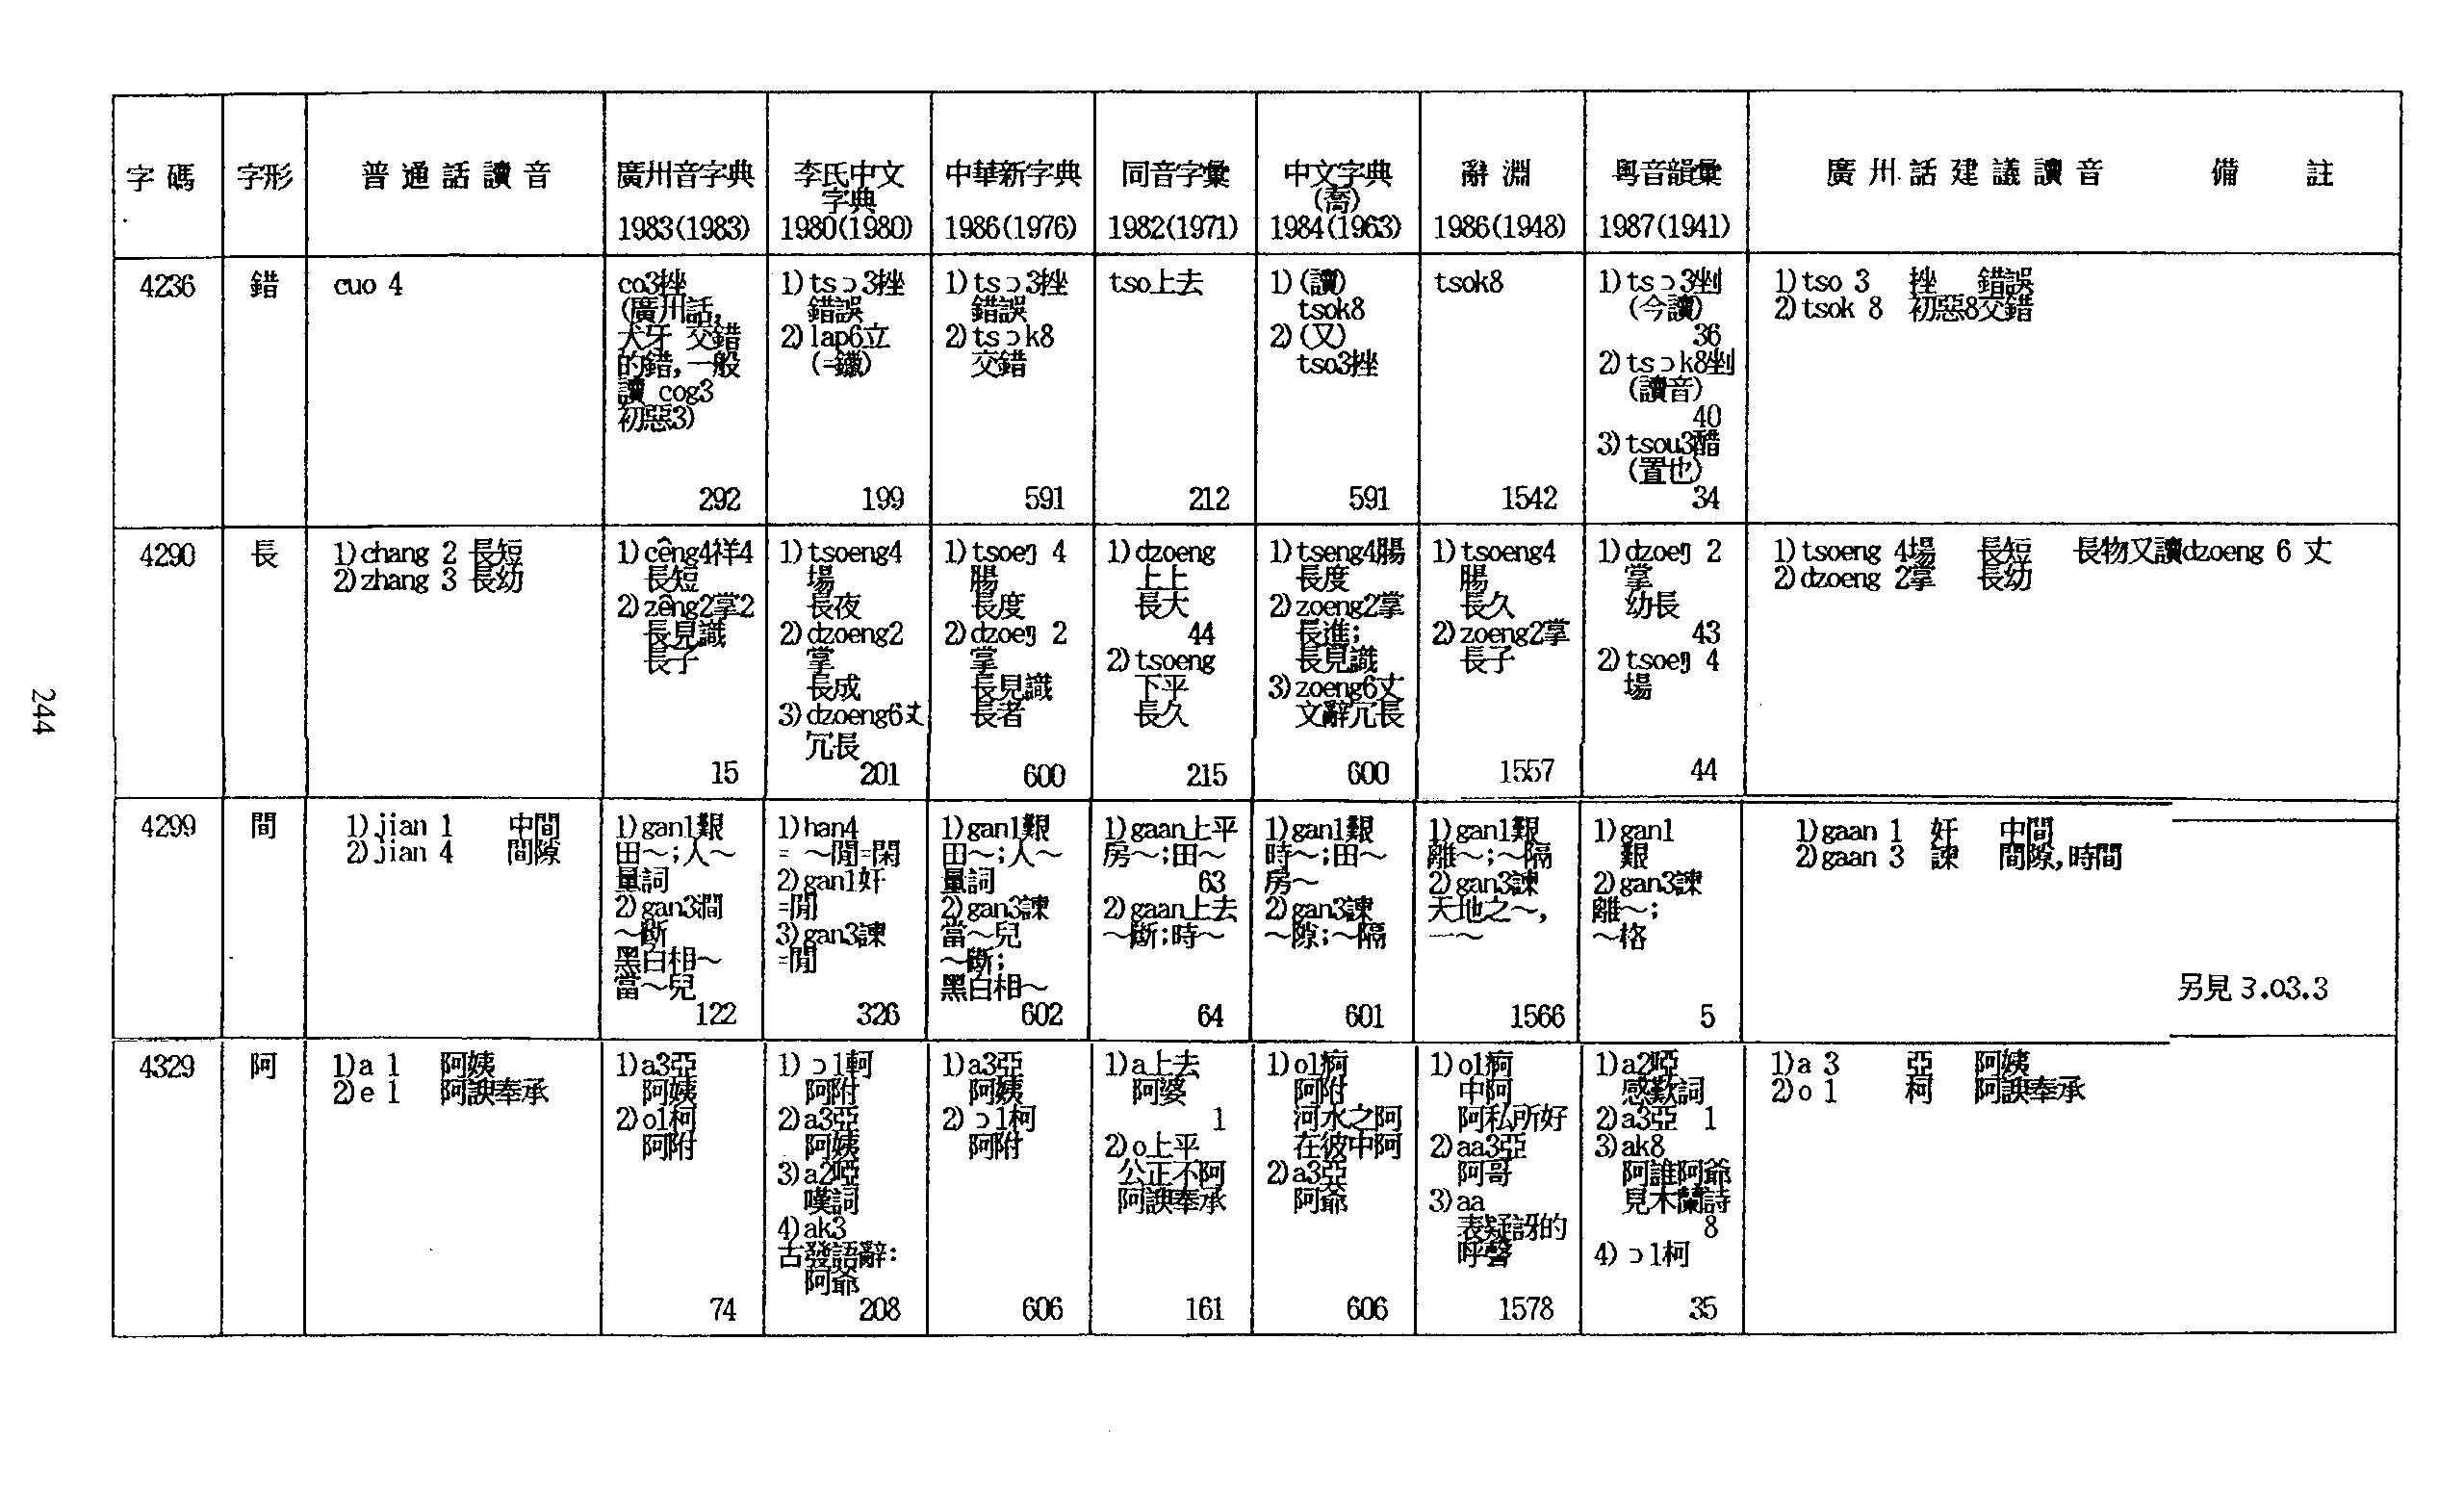 字 碼
字形
普 通 話 讀 音
廣州音字典
1983(1983)
李氏中文
字典
1980(1980)
中華新字典
1986(1976)
同音字彙
1982(1971)
中文字典
(喬)
1984(1963)
辭 淵
1986(1948)
粵音韻彙
1987(1941)
廣 州 話 建 議 讀 音
備 註
4236
錯
cuo 4
co3挫
(廣州話,
犬牙 交錯
的錯,一般
讀 cog3
初惡3)
292
1)tsɔ3挫
錯誤
2)lap6立
(=鑞)
199
1)tsɔ3挫
錯誤
2)tsɔk8
交錯
591
tso上去
212
1)(讀)
tsok8
2)(又)
tso3挫
591
tsok8
1542
1)tsɔ3剉
(今讀)
36
2)tsɔk8剉
(讀音)
40
3)tsou3醋
(置也)
34
1)tso 3 挫 錯誤
2)tsok 8 初惡8交錯
4290
長
1)chang 2 長短
2)zhang 3 長幼
1)cêng4祥4
長短
2)zêng2掌2
長見識
長子
15
1)tsoeng4
場
長夜
2)dzoeng2
掌
長成
3)dzoeng6丈
冗長
201
1)tsoeŋ 4
腸
長度
2)dzoeŋ 2
掌
長見識
長者
600
1)dzoeng
上上
長大
44
2)tsoeng
下平
長久
215
1)tseng4腸
長度
2)zoeng2掌
長進;
長見識
3)zoeng6丈
文辭冗長
600
1)tsoeng4
腸
長久
2)zoeng2掌
長子
1557
1)dzoeŋ 2
掌
幼長
43
2)tsoeŋ 4
場
44
1)tsoeng 4場 長短 長物又讀dzoeng 6 丈
2)dzoeng 2掌 長幼
4299
間
1)jian 1 中間
2)jian 4 間隙
1)gan1艱
田～;人～
量詞
2)gan3澗
～斷
黑白相～
當～兒
122
1)han4
= ～閒=閑
2)gan1奸
=閒
3)gan3諫
=閒
326
1)gan1艱
田～;人～
量詞
2)gan3諫
當～兒
～斷;
黑白相～
602
1)gaan上平
房～;田～
63
2)gaan上去
～斷;時～
64
1)gan1艱
時～;田～
房～
2)gan3諫
～隙;～隔
601
1)gan1艱
離～;～隔
2)gan3諫
天地之～,
一～
1566
1)gan1
艱
2)gan3諫
離～;
～格
5
1)gaan 1 奸 中間
2)gaan 3 諫 間隙,時間
另見 3.03.3
4329
阿
1)a 1 阿姨
2)e 1 阿諛奉承
1)a3亞
阿姨
2)o1柯
阿附
74
1)ɔ1軻
阿附
2)a3亞
阿姨
3)a2啞
嘆詞
4)ak3
古發語辭:
阿爺
208
1)a3亞
阿姨
2)ɔ1柯
阿附
606
1)a上去
阿婆
1
2)o上平
公正不阿
阿諛奉承
161
1)o1痾
阿附
河水之阿
在彼中阿
2)a3亞
阿爺
606
1)o1痾
中阿
阿私所好
2)aa3亞
阿哥
3)aa
表疑訝的
呼聲
1578
1)a2啞
感歎詞
2)a3亞 1
3)ak8
阿誰阿爺
見木蘭詩
8
4)ɔ1柯
35
1)a 3 亞 阿姨
2)o 1 柯 阿諛奉承
244